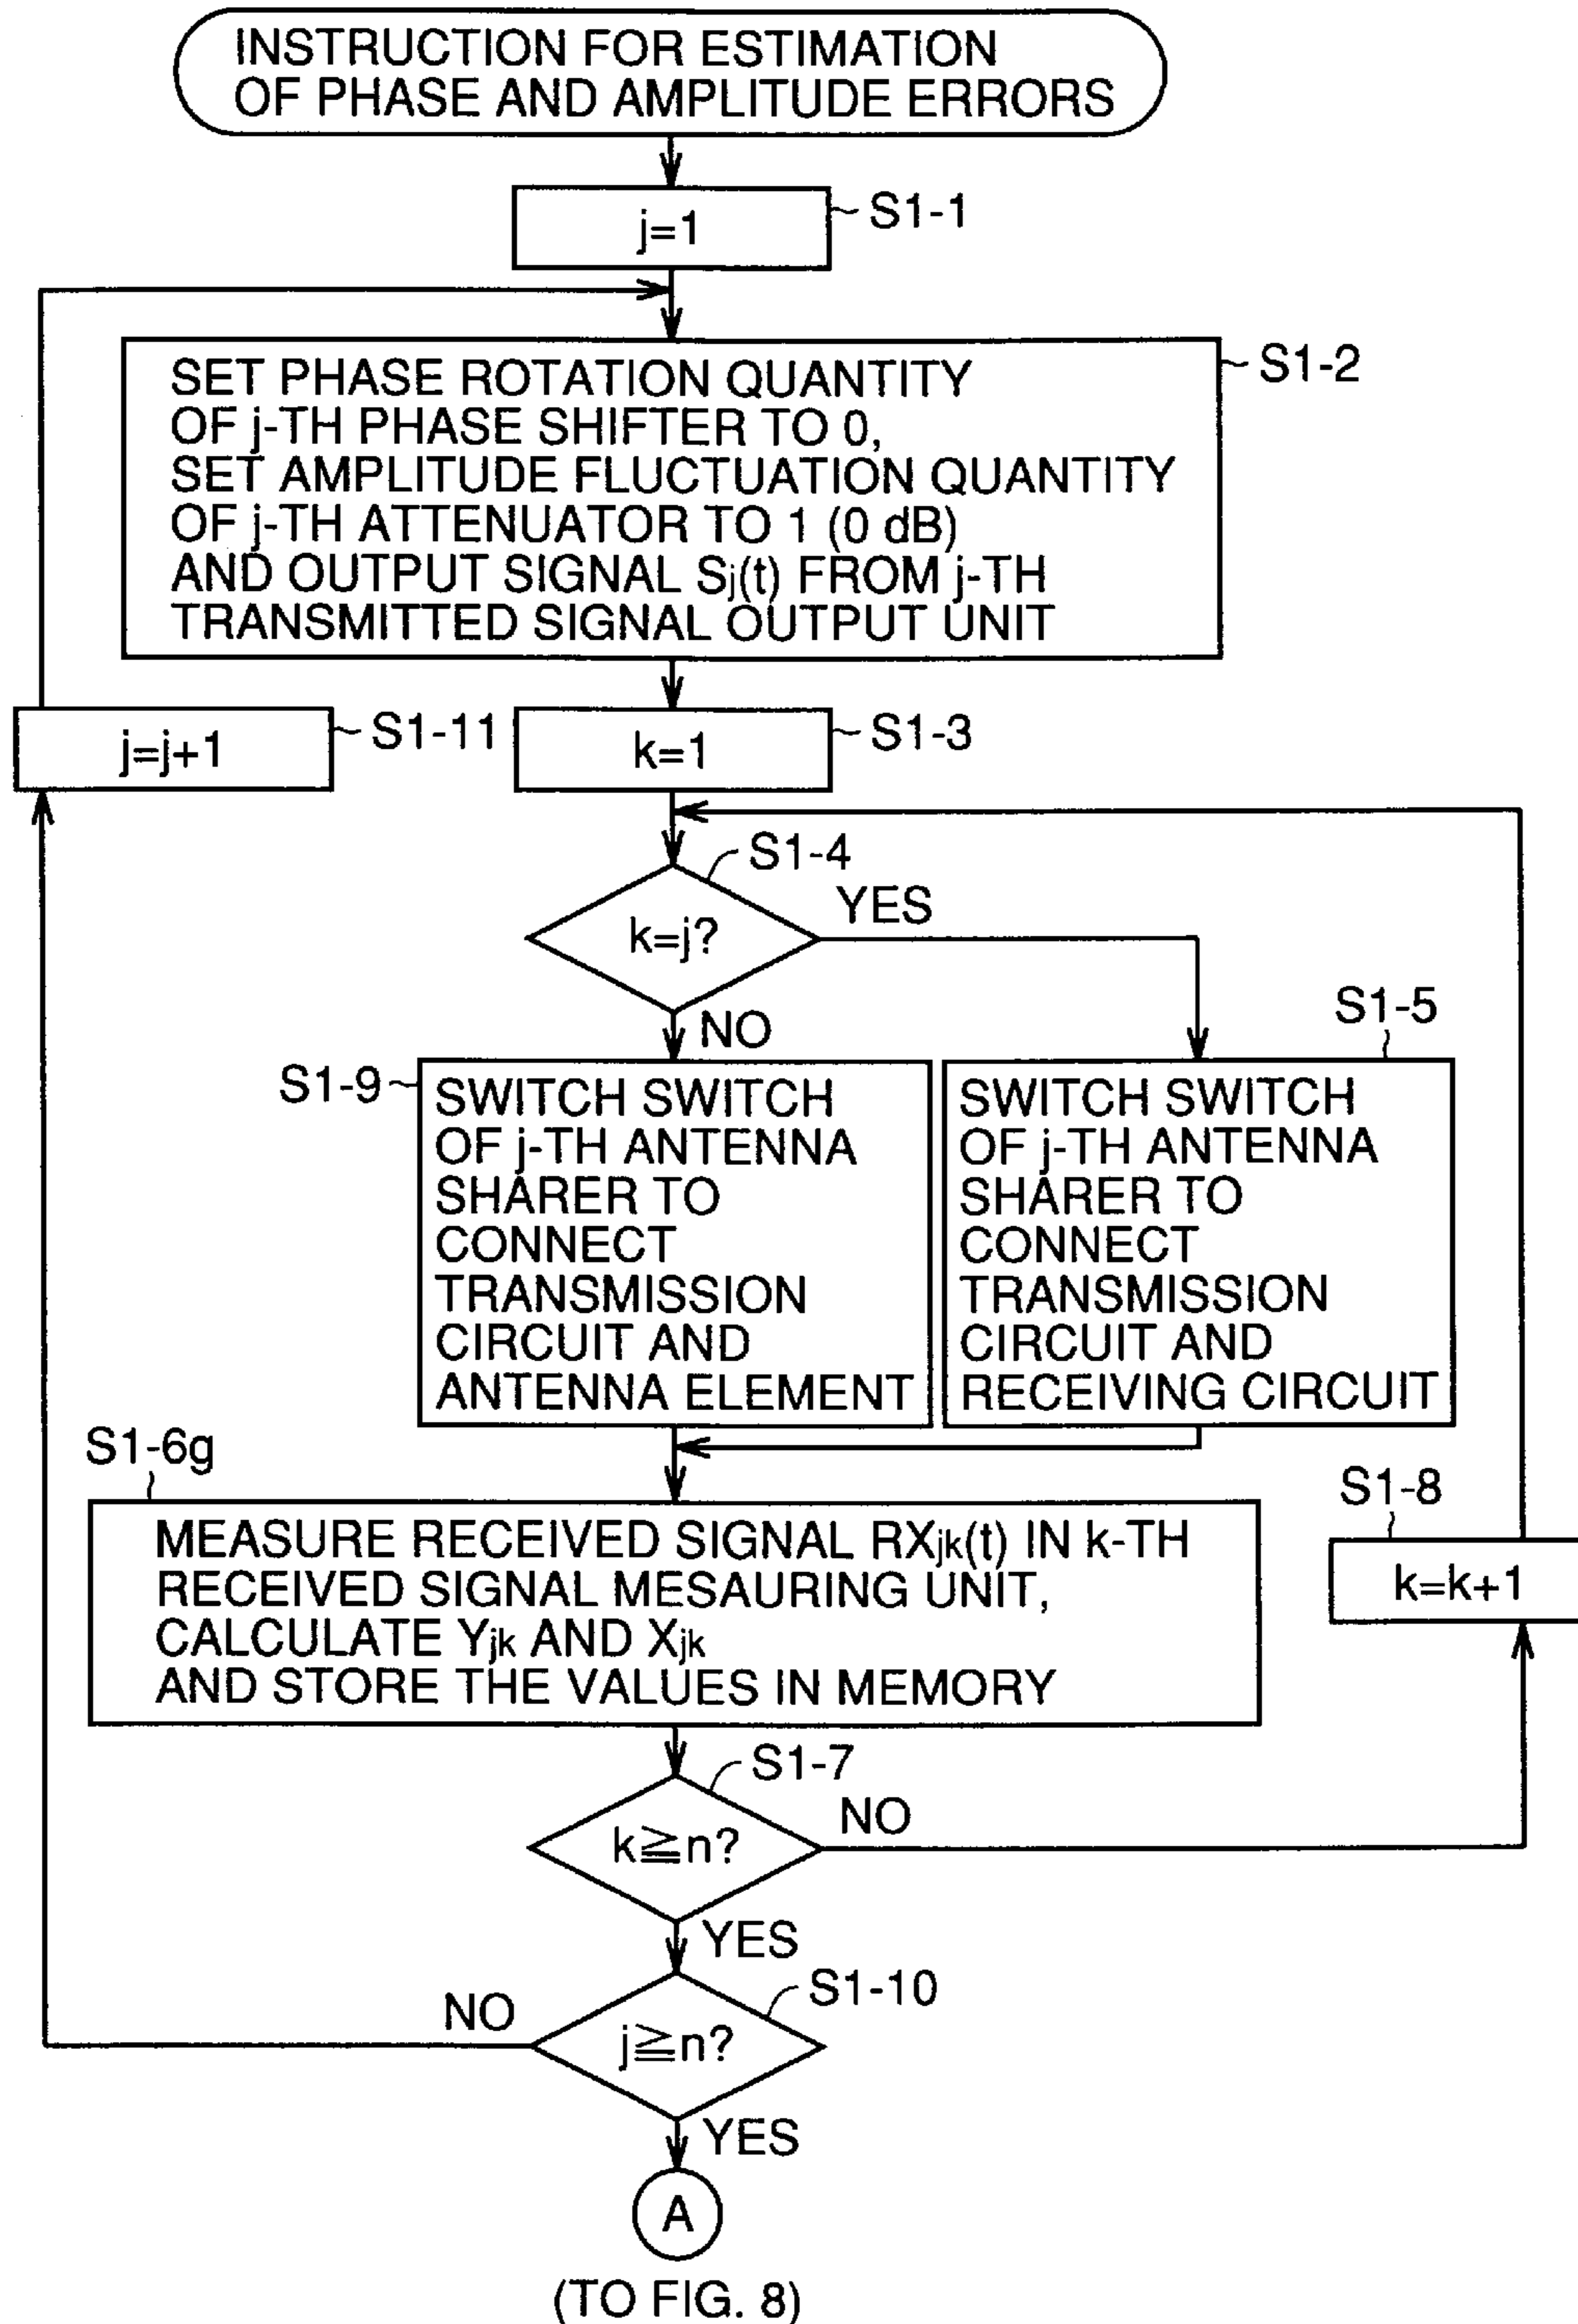 INSTRUCTION FOR ESTIMATION
OF PHASE AND AMPLITUDE ERRORS
j=1
S1-1
SET PHASE ROTATION QUANTITY
OF j-TH PHASE SHIFTER TO 0,
SET AMPLITUDE FLUCTUATION QUANTITY
OF j-TH ATTENUATOR TO 1 (0 dB)
AND OUTPUT SIGNAL Sj(t) FROM j-TH
TRANSMITTED SIGNAL OUTPUT UNIT
S1-2
j=j+1
S1-11
k=1
S1-3
S1-4
k=j?
YES
NO
S1-9
SWITCH SWITCH
OF j-TH ANTENNA
SHARER TO
CONNECT
TRANSMISSION
CIRCUIT AND
ANTENNA ELEMENT
S1-5
SWITCH SWITCH
OF j-TH ANTENNA
SHARER TO
CONNECT
TRANSMISSION
CIRCUIT AND
RECEIVING CIRCUIT
S1-6g
MEASURE RECEIVED SIGNAL RXjk(t) IN k-TH
RECEIVED SIGNAL MESAURING UNIT,
CALCULATE Yjk AND Xjk
AND STORE THE VALUES IN MEMORY
S1-8
k=k+1
S1-7
k≧n?
NO
YES
S1-10
j≧n?
NO
YES
A
(TO FIG. 8)